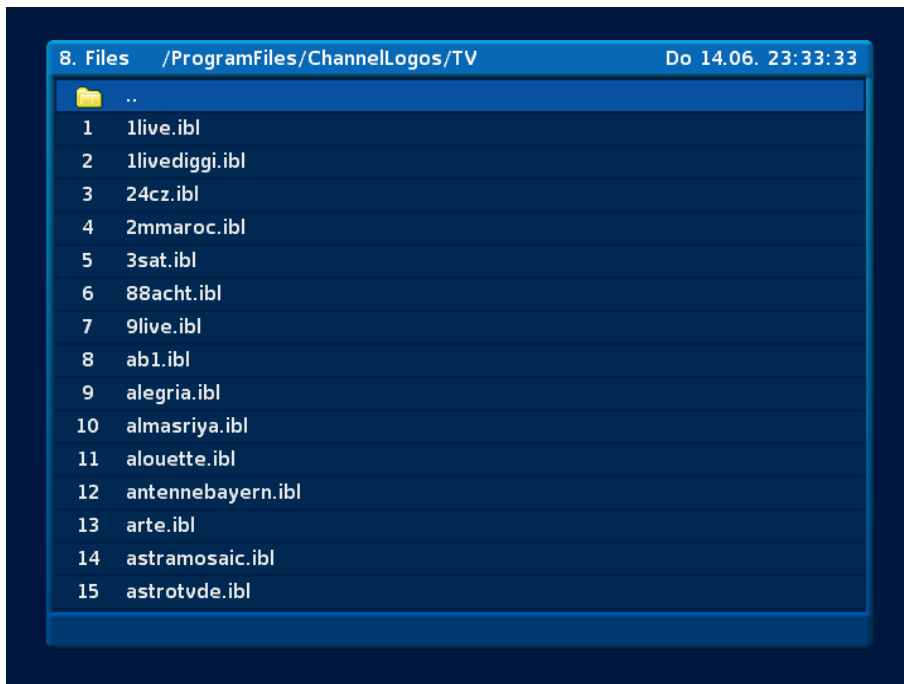 8. Files /ProgramFiles/ChannelLogos/TV Do 14.06. 23:33:33
..
1 1live.ibl
2 1livediggi.ibl
3 24cz.ibl
4 2mmaroc.ibl
5 3sat.ibl
6 88acht.ibl
7 9live.ibl
8 ab1.ibl
9 alegria.ibl
10 almasriya.ibl
11 alouette.ibl
12 antennebayern.ibl
13 arte.ibl
14 astramosaic.ibl
15 astrotvde.ibl